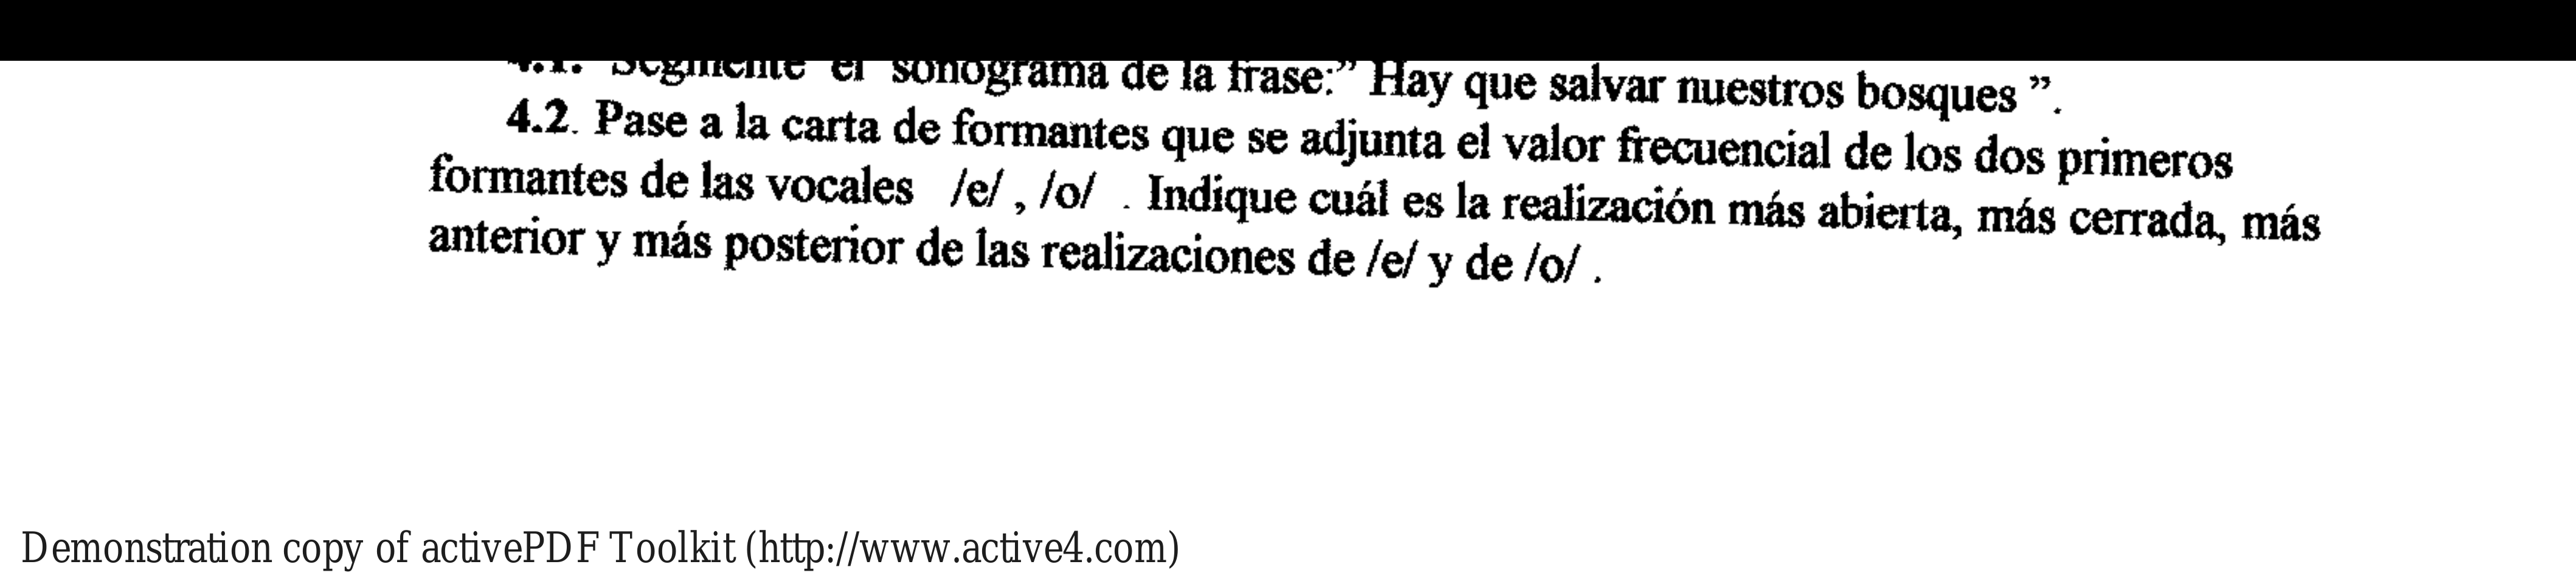 4.1. Segmente el sonograma de la frase:" Hay que salvar nuestros bosques ".
4.2. Pase a la carta de formantes que se adjunta el valor frecuencial de los dos primeros
formantes de las vocales /e/ , /o/ . Indique cuál es la realización más abierta, más cerrada, más
anterior y más posterior de las realizaciones de /e/ y de /o/ .
Demonstration copy of activePDF Toolkit (http://www.active4.com)